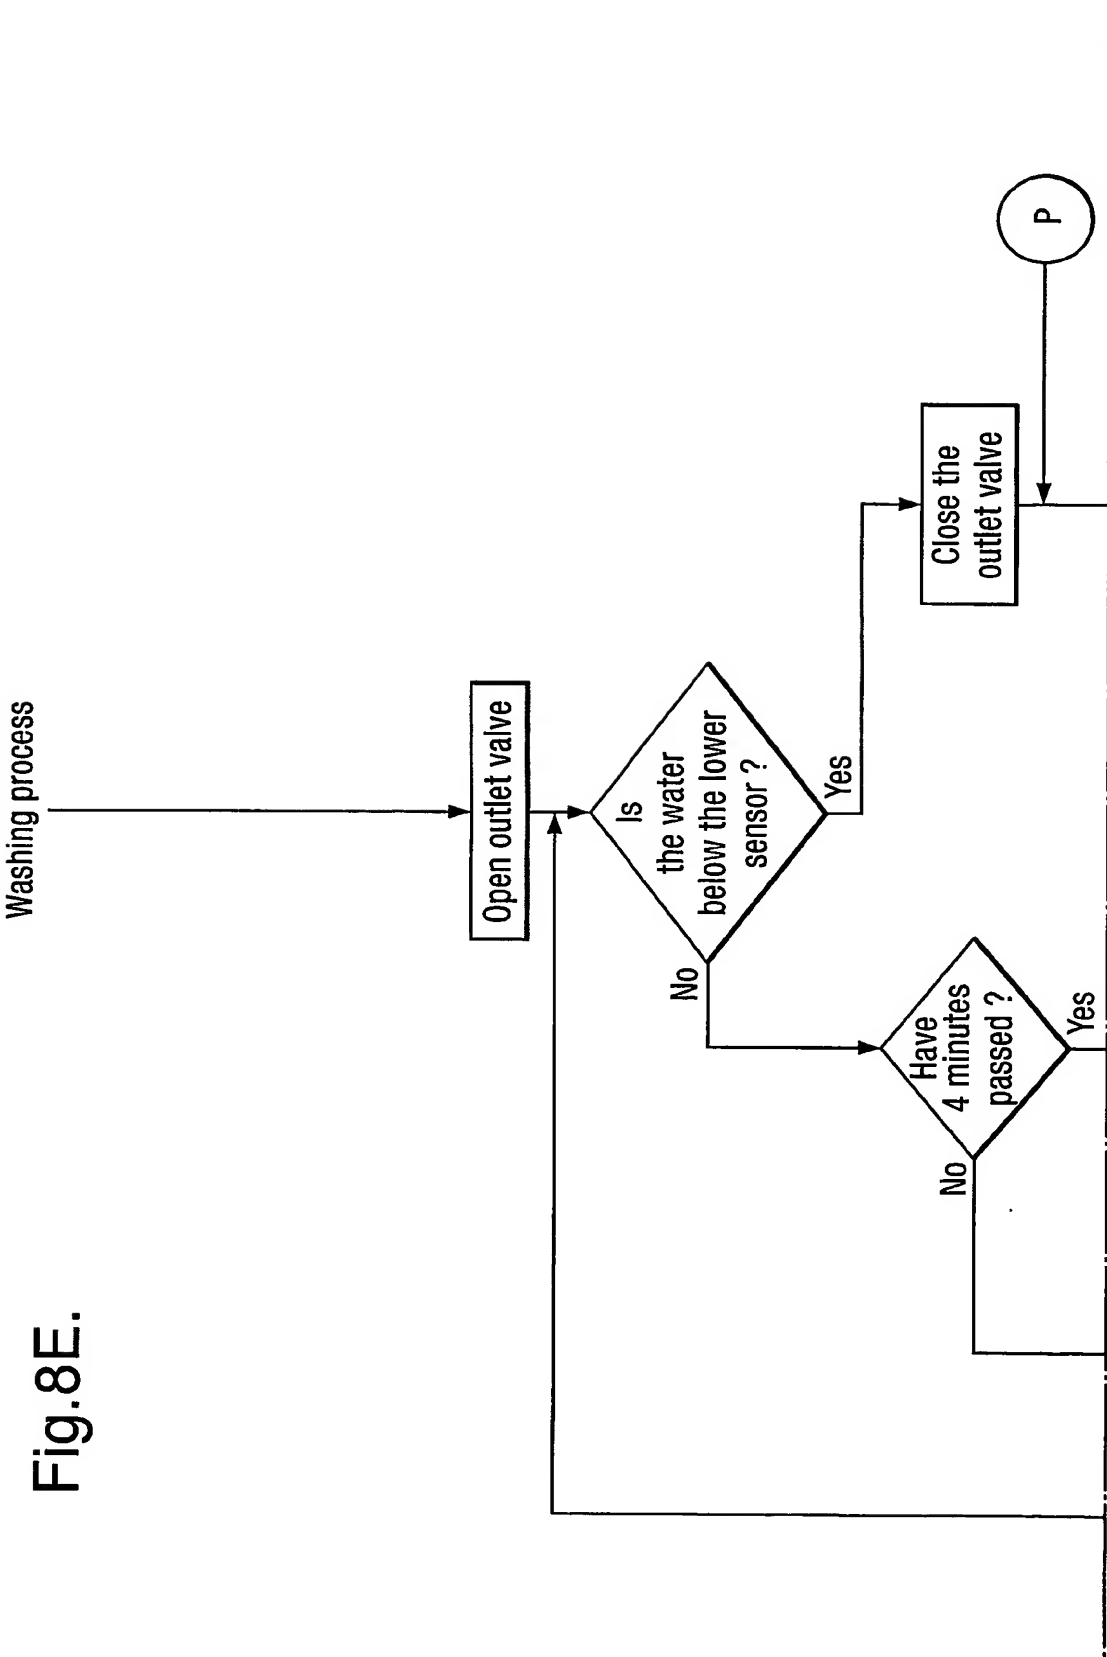 Fig.8E.
Washing process
Open outlet valve
Is
the water
below the lower
sensor ?
No
Yes
Have
4 minutes
passed ?
No
Yes
Close the
outlet valve
P